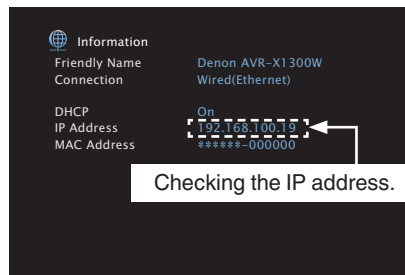 Information
Friendly Name Denon AVR-X1300W
Connection Wired(Ethernet)
DHCP On
IP Address 192.168.100.19
MAC Address ******-000000
Checking the IP address.